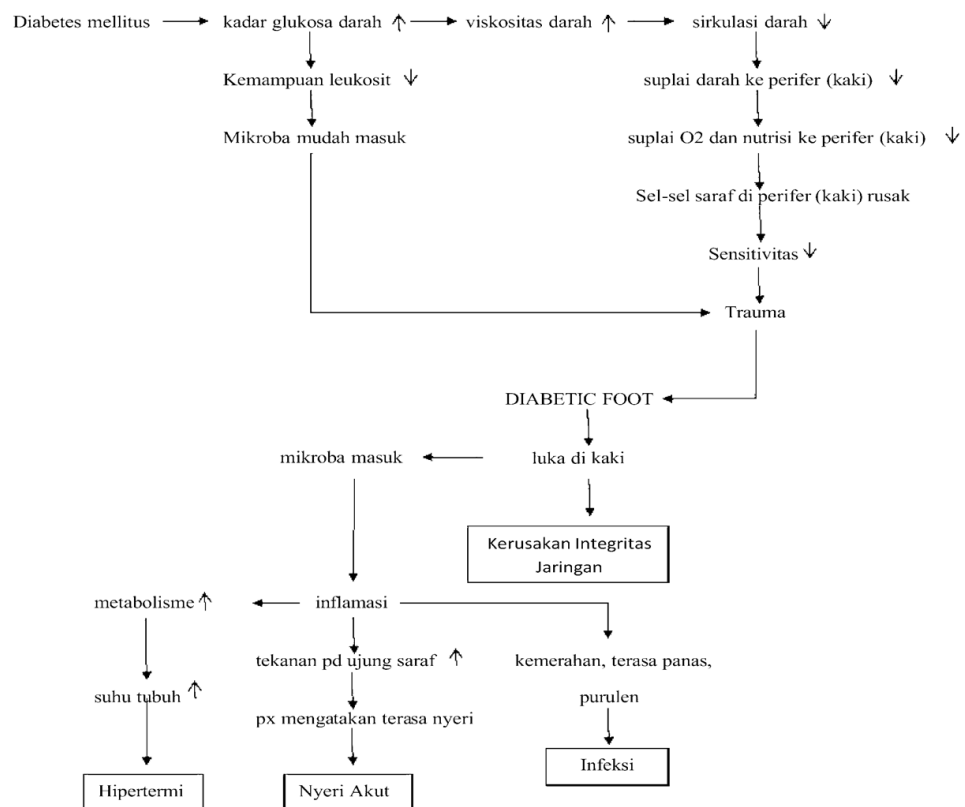 Diabetes mellitus → kadar glukosa darah ↑ → viskositas darah ↑ → sirkulasi darah ↓
Kemampuan leukosit ↓
suplai darah ke perifer (kaki) ↓
Mikroba mudah masuk
suplai O2 dan nutrisi ke perifer (kaki) ↓
Sel-sel saraf di perifer (kaki) rusak
Sensitivitas ↓
Trauma
DIABETIC FOOT
mikroba masuk
luka di kaki
Kerusakan Integritas
Jaringan
metabolisme ↑
inflamasi
tekanan pd ujung saraf ↑
kemerahan, terasa panas,
purulen
suhu tubuh ↑
px mengatakan terasa nyeri
Hipertermi
Nyeri Akut
Infeksi